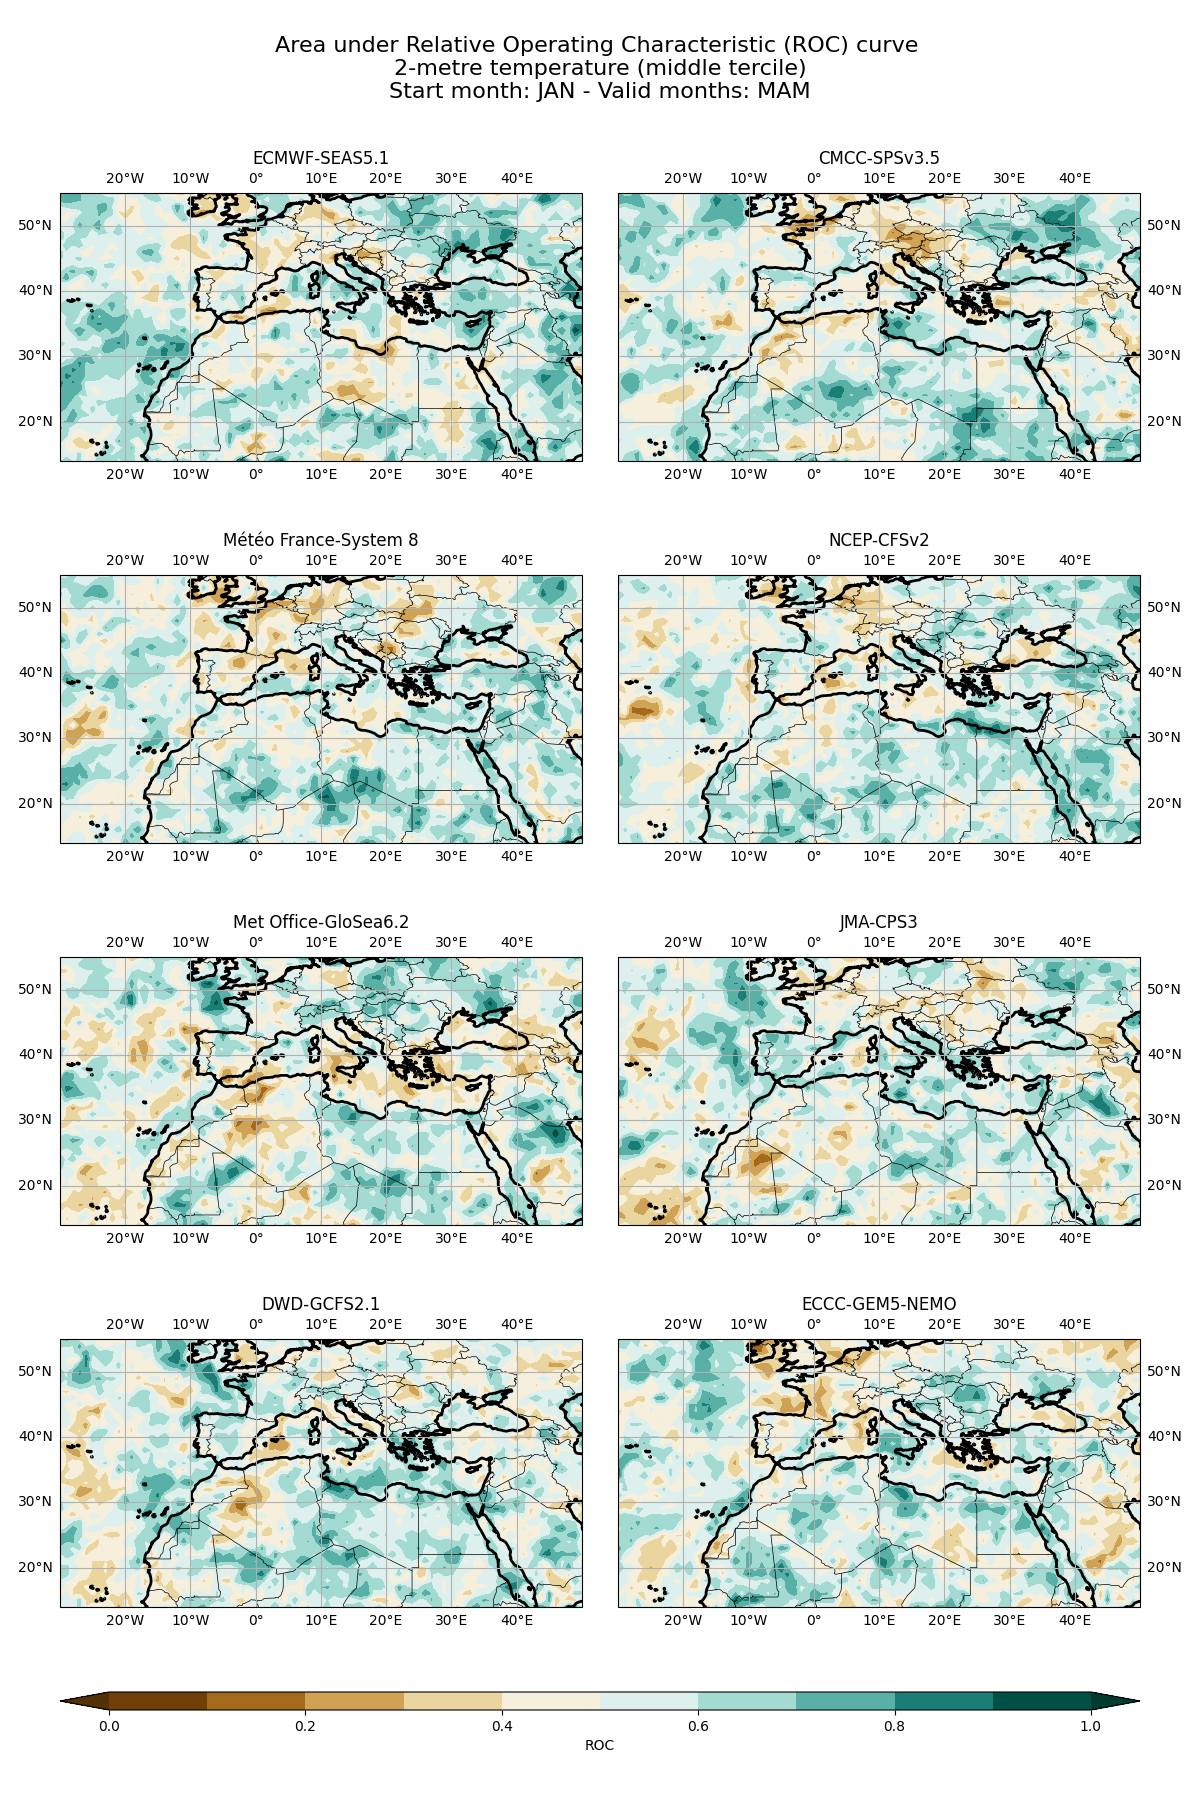 Area under Relative Operating Characteristic (ROC) curve
2-metre temperature (middle tercile)
Start month: JAN - Valid months: MAM
ECMWF-SEAS5.1
CMCC-SPSv3.5
20°W 10°W 0° 10°E 20°E 30°E 40°E
20°W 10°W 0° 10°E 20°E 30°E 40°E
50°N
50°N
40°N
40°N
30°N
30°N
20°N
20°N
20°W 10°W 0° 10°E 20°E 30°E 40°E
20°W 10°W 0° 10°E 20°E 30°E 40°E
Météo France-System 8
NCEP-CFSv2
20°W 10°W 0° 10°E 20°E 30°E 40°E
20°W 10°W 0° 10°E 20°E 30°E 40°E
50°N
50°N
40°N
40°N
30°N
30°N
20°N
20°N
20°W 10°W 0° 10°E 20°E 30°E 40°E
20°W 10°W 0° 10°E 20°E 30°E 40°E
Met Office-GloSea6.2
JMA-CPS3
20°W 10°W 0° 10°E 20°E 30°E 40°E
20°W 10°W 0° 10°E 20°E 30°E 40°E
50°N
50°N
40°N
40°N
30°N
30°N
20°N
20°N
20°W 10°W 0° 10°E 20°E 30°E 40°E
20°W 10°W 0° 10°E 20°E 30°E 40°E
DWD-GCFS2.1
ECCC-GEM5-NEMO
20°W 10°W 0° 10°E 20°E 30°E 40°E
20°W 10°W 0° 10°E 20°E 30°E 40°E
50°N
50°N
40°N
40°N
30°N
30°N
20°N
20°N
20°W 10°W 0° 10°E 20°E 30°E 40°E
20°W 10°W 0° 10°E 20°E 30°E 40°E
0.0 0.2 0.4 0.6 0.8 1.0
ROC